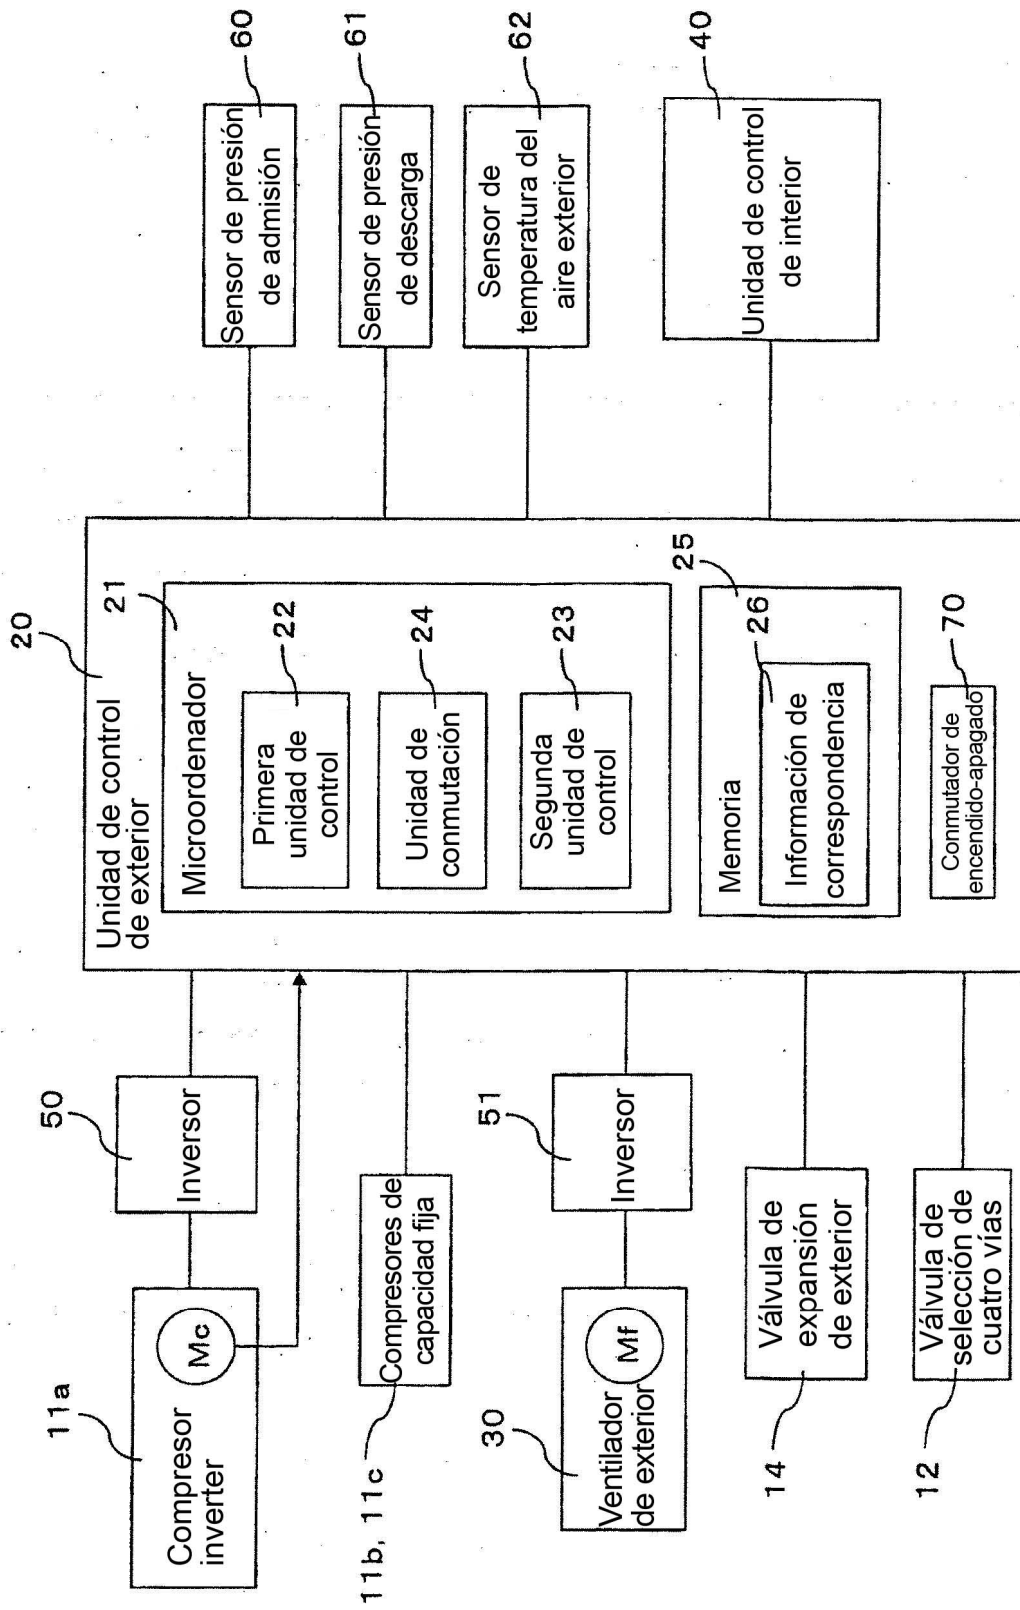 11a
Compresor
inverter
Mc
50
Inversor
11b, 11c
Compresores de
capacidad fija
30
Ventilador
de exterior
Mf
51
Inversor
14
Válvula de
expansión
de exterior
12
Válvula de
selección de
cuatro vías
20
Unidad de control
de exterior
21
Microordenador
22
Primera
unidad de
control
24
Unidad de
conmutación
23
Segunda
unidad de
control
25
Memoria
26
Información de
correspondencia
70
Conmutador de
encendido-apagado
60
Sensor de presión
de admisión
61
Sensor de presión
de descarga
62
Sensor de
temperatura del
aire exterior
40
Unidad de control
de interior